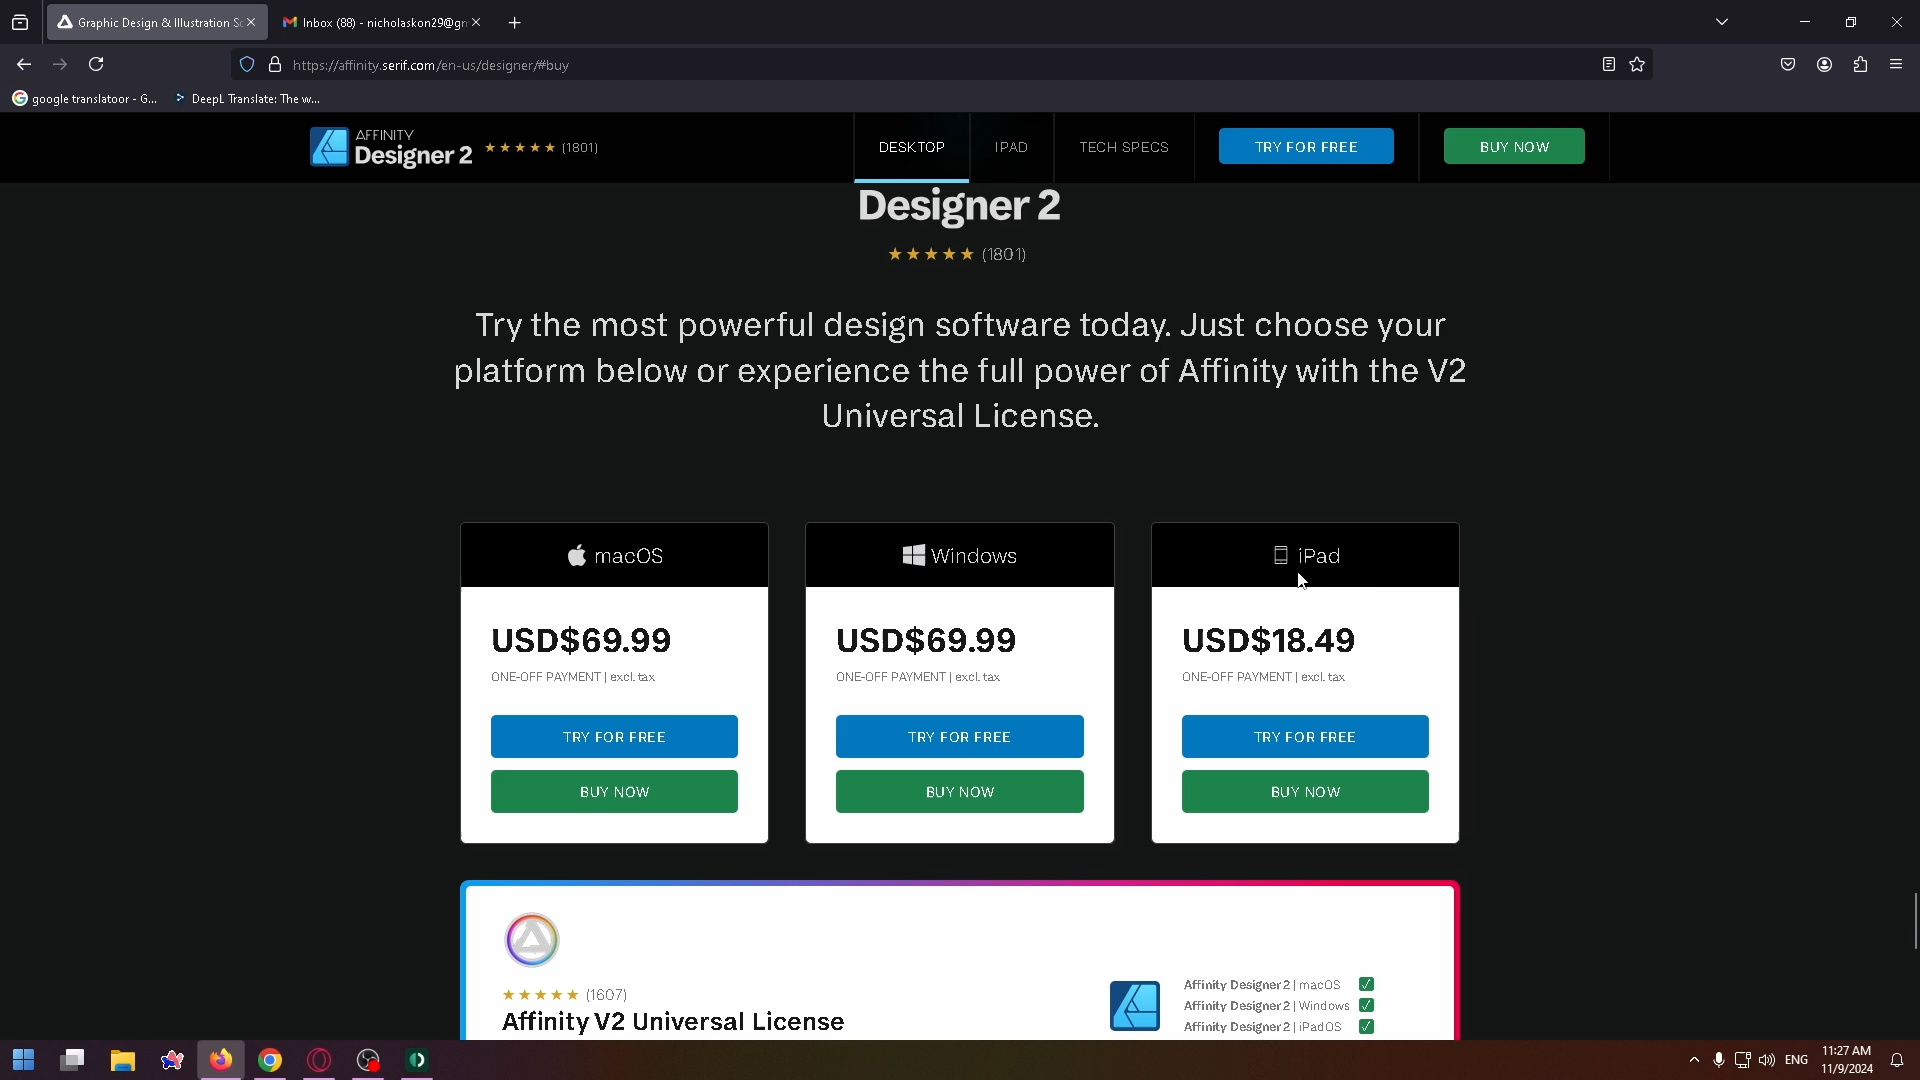 Graphic Design & Illustration So
Inbox (88) - nicholaskon29@gm
https://affinity.serif.com/en-us/designer/#buy
google translatoor - G...
DeepL Translate: The w...
AFFINITY
Designer 2
(1801)
DESKTOP
IPAD
TECH SPECS
TRY FOR FREE
BUY NOW
Designer 2
(1801)
Try the most powerful design software today. Just choose your
platform below or experience the full power of Affinity with the V2
Universal License.
macOS
USD$69.99
ONE-OFF PAYMENT | excl. tax
TRY FOR FREE
BUY NOW
Windows
USD$69.99
ONE-OFF PAYMENT | excl. tax
TRY FOR FREE
BUY NOW
iPad
USD$18.49
ONE-OFF PAYMENT | excl. tax
TRY FOR FREE
BUY NOW
(1607)
Affinity V2 Universal License
Affinity Designer 2 | macOS
Affinity Designer 2 | Windows
Affinity Designer 2 | iPadOS
ENG
11:27 AM
11/9/2024